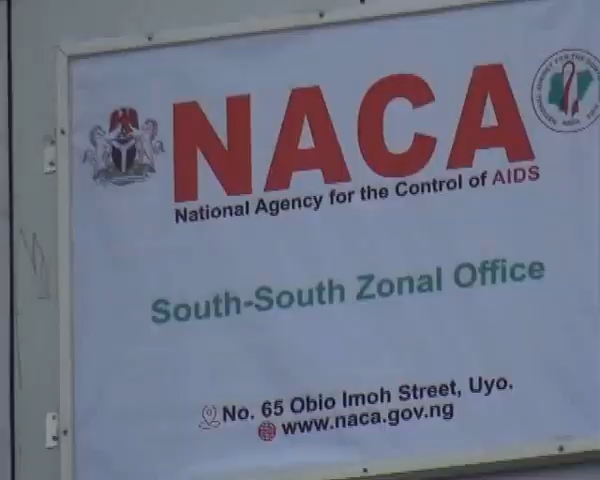 NACA
National Agency for the Control of AIDS
South-South Zonal Office
No. 65 Obio Imoh Street, Uyo.
www.naca.gov.ng